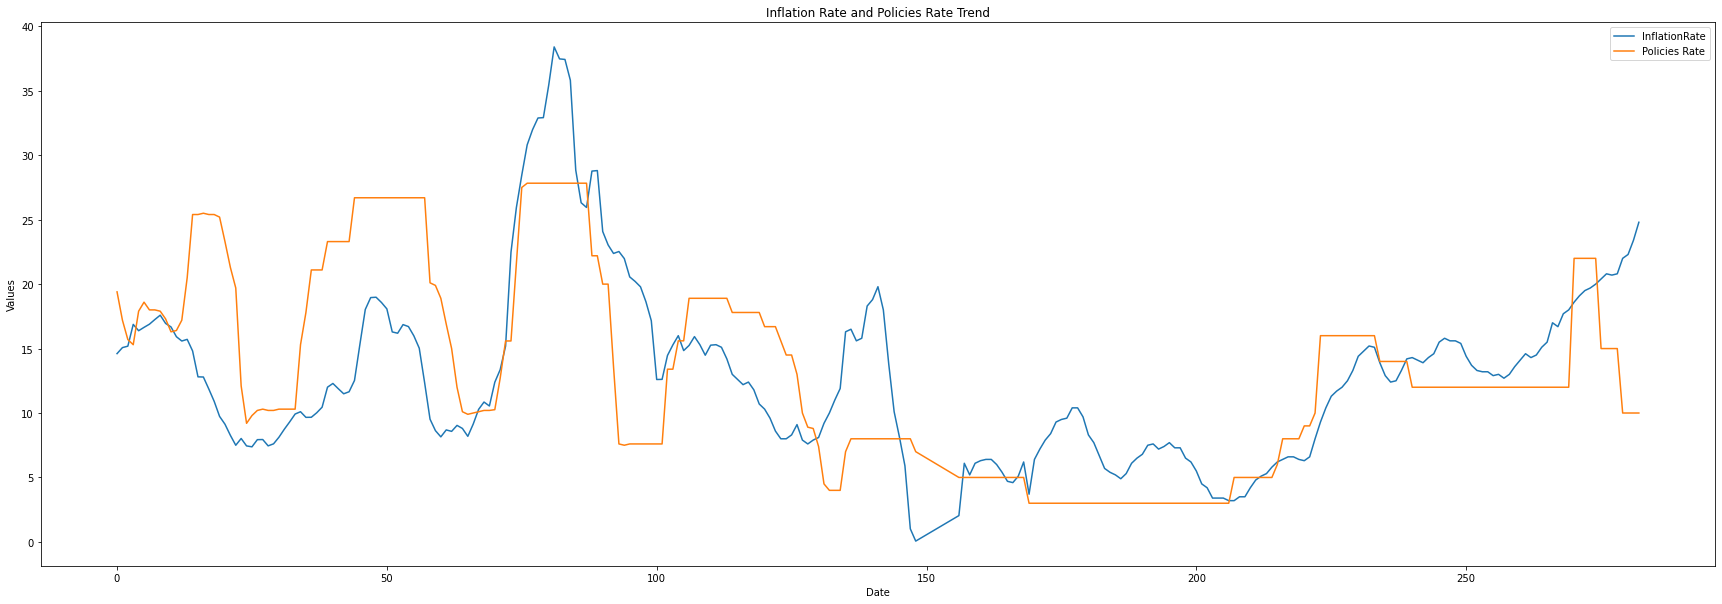 Inflation Rate and Policies Rate Trend
InflationRate
Policies Rate
40
35
30
25
20
15
10
5
0
Values
0 50 100 150 200 250
Date